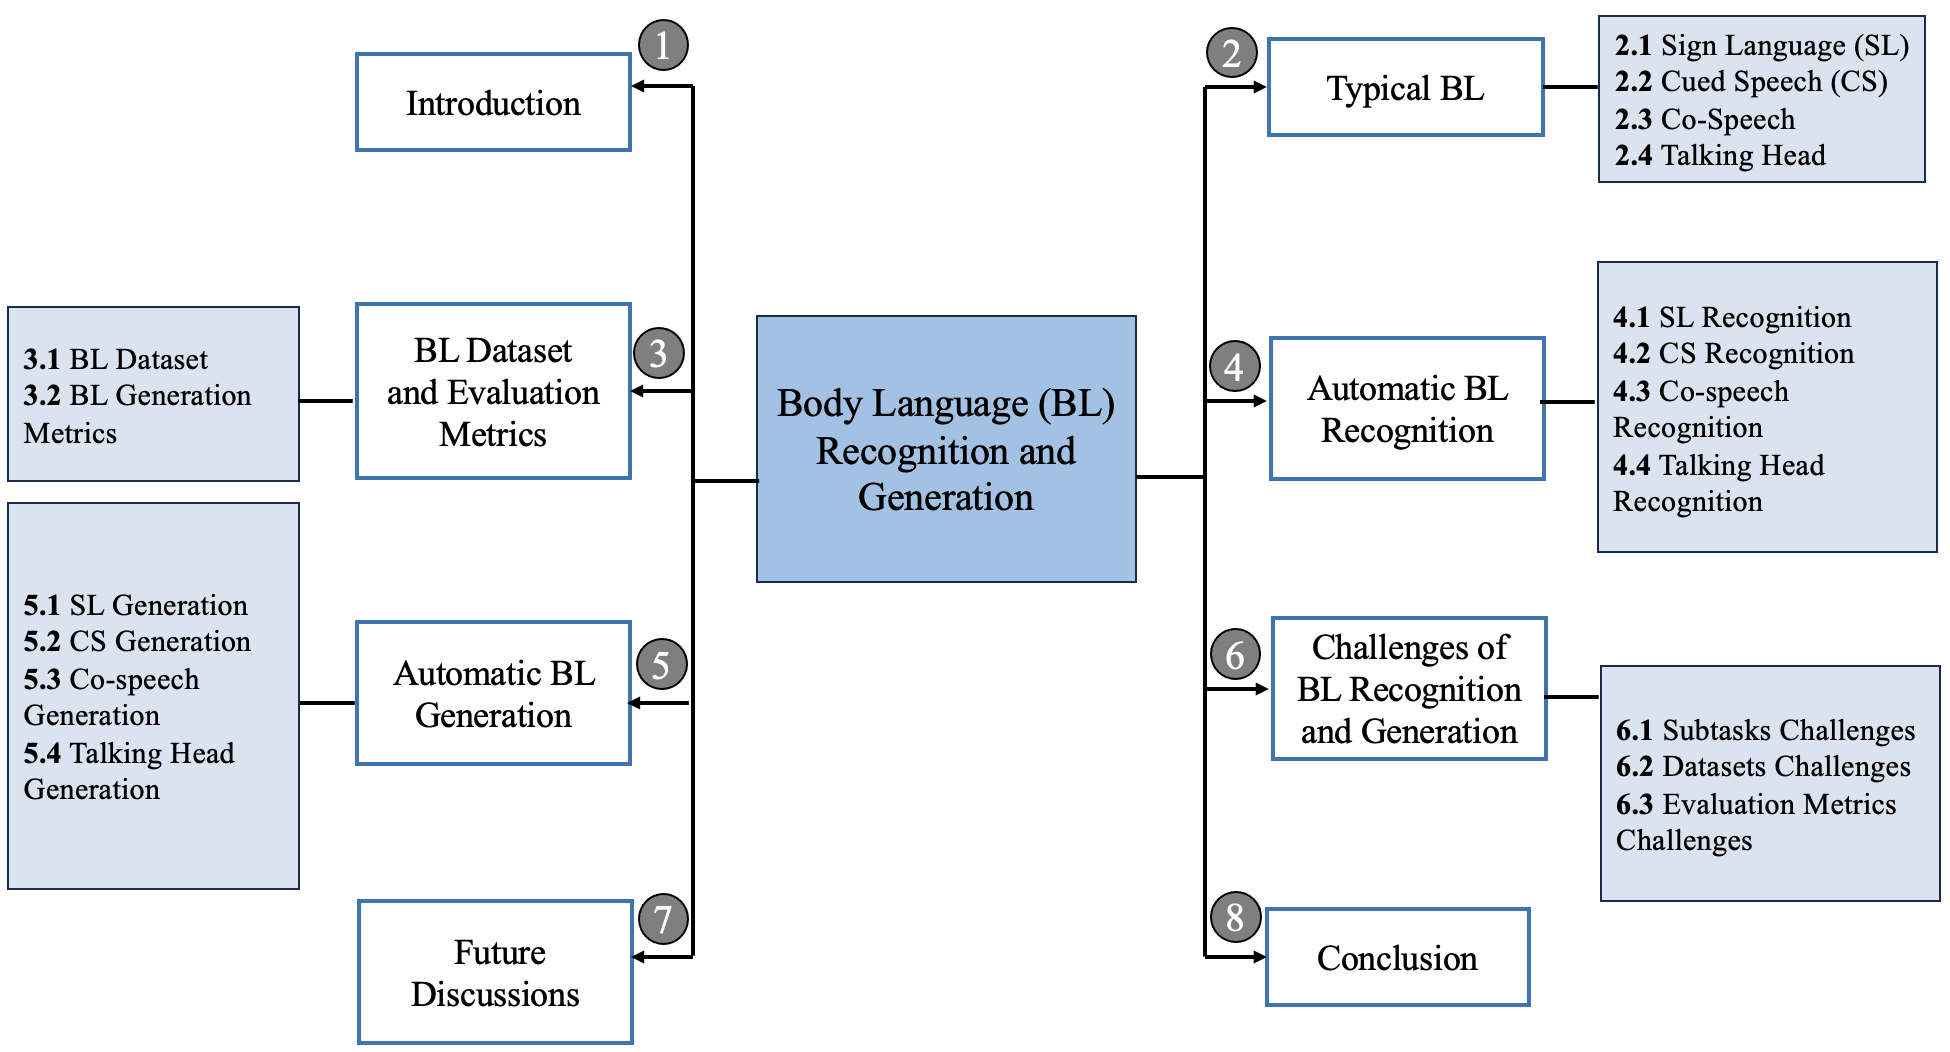 1
Introduction
2
Typical BL
2.1 Sign Language (SL)
2.2 Cued Speech (CS)
2.3 Co-Speech
2.4 Talking Head
3
BL Dataset
and Evaluation
Metrics
3.1 BL Dataset
3.2 BL Generation
Metrics
Body Language (BL)
Recognition and
Generation
4
Automatic BL
Recognition
4.1 SL Recognition
4.2 CS Recognition
4.3 Co-speech
Recognition
4.4 Talking Head
Recognition
5
Automatic BL
Generation
5.1 SL Generation
5.2 CS Generation
5.3 Co-speech
Generation
5.4 Talking Head
Generation
6
Challenges of
BL Recognition
and Generation
6.1 Subtasks Challenges
6.2 Datasets Challenges
6.3 Evaluation Metrics
Challenges
7
Future
Discussions
8
Conclusion